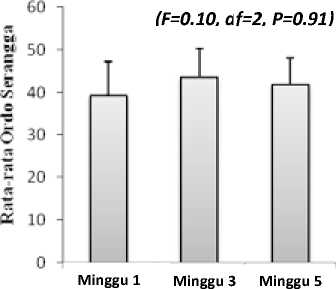 60
(F=0.10, df=2, P=0.91)
50
40
30
20
10
0
Rata-rata Ordo Serangga
Minggu 1
Minggu 3
Minggu 5